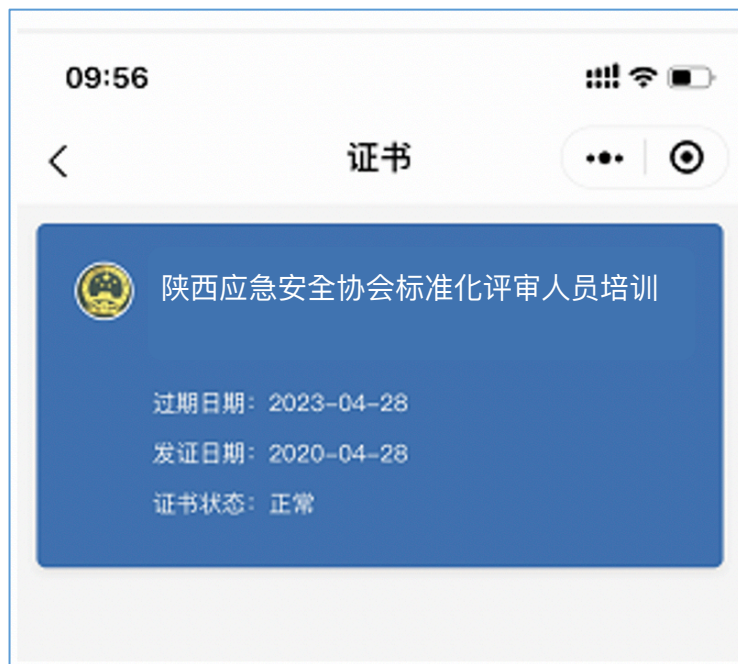 09:56
证书
陕西应急安全协会标准化评审人员培训
过期日期：2023-04-28
发证日期：2020-04-28
证书状态：正常